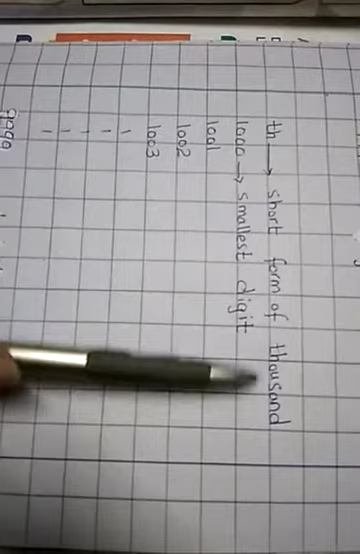 th → short form of thousand
1000 → smallest digit
1001
1002
1003
9999